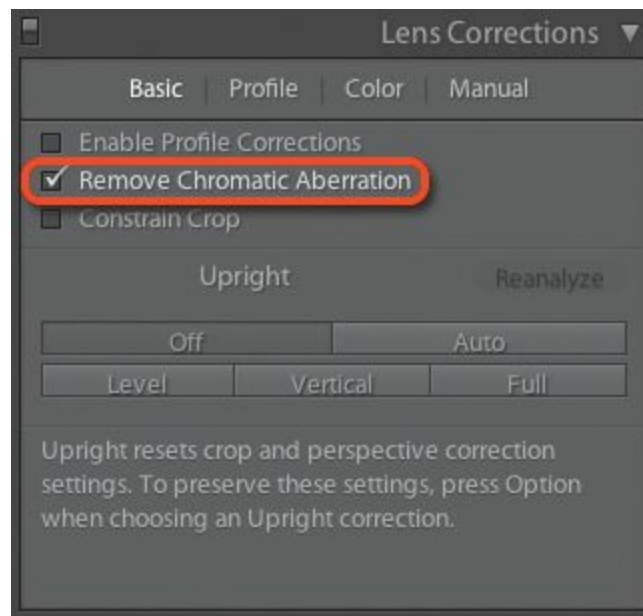 Lens Corrections
Basic Profile Color Manual
Enable Profile Corrections
Remove Chromatic Aberration
Constrain Crop
Upright Reanalyze
Off Auto
Level Vertical Full
Upright resets crop and perspective correction
settings. To preserve these settings, press Option
when choosing an Upright correction.